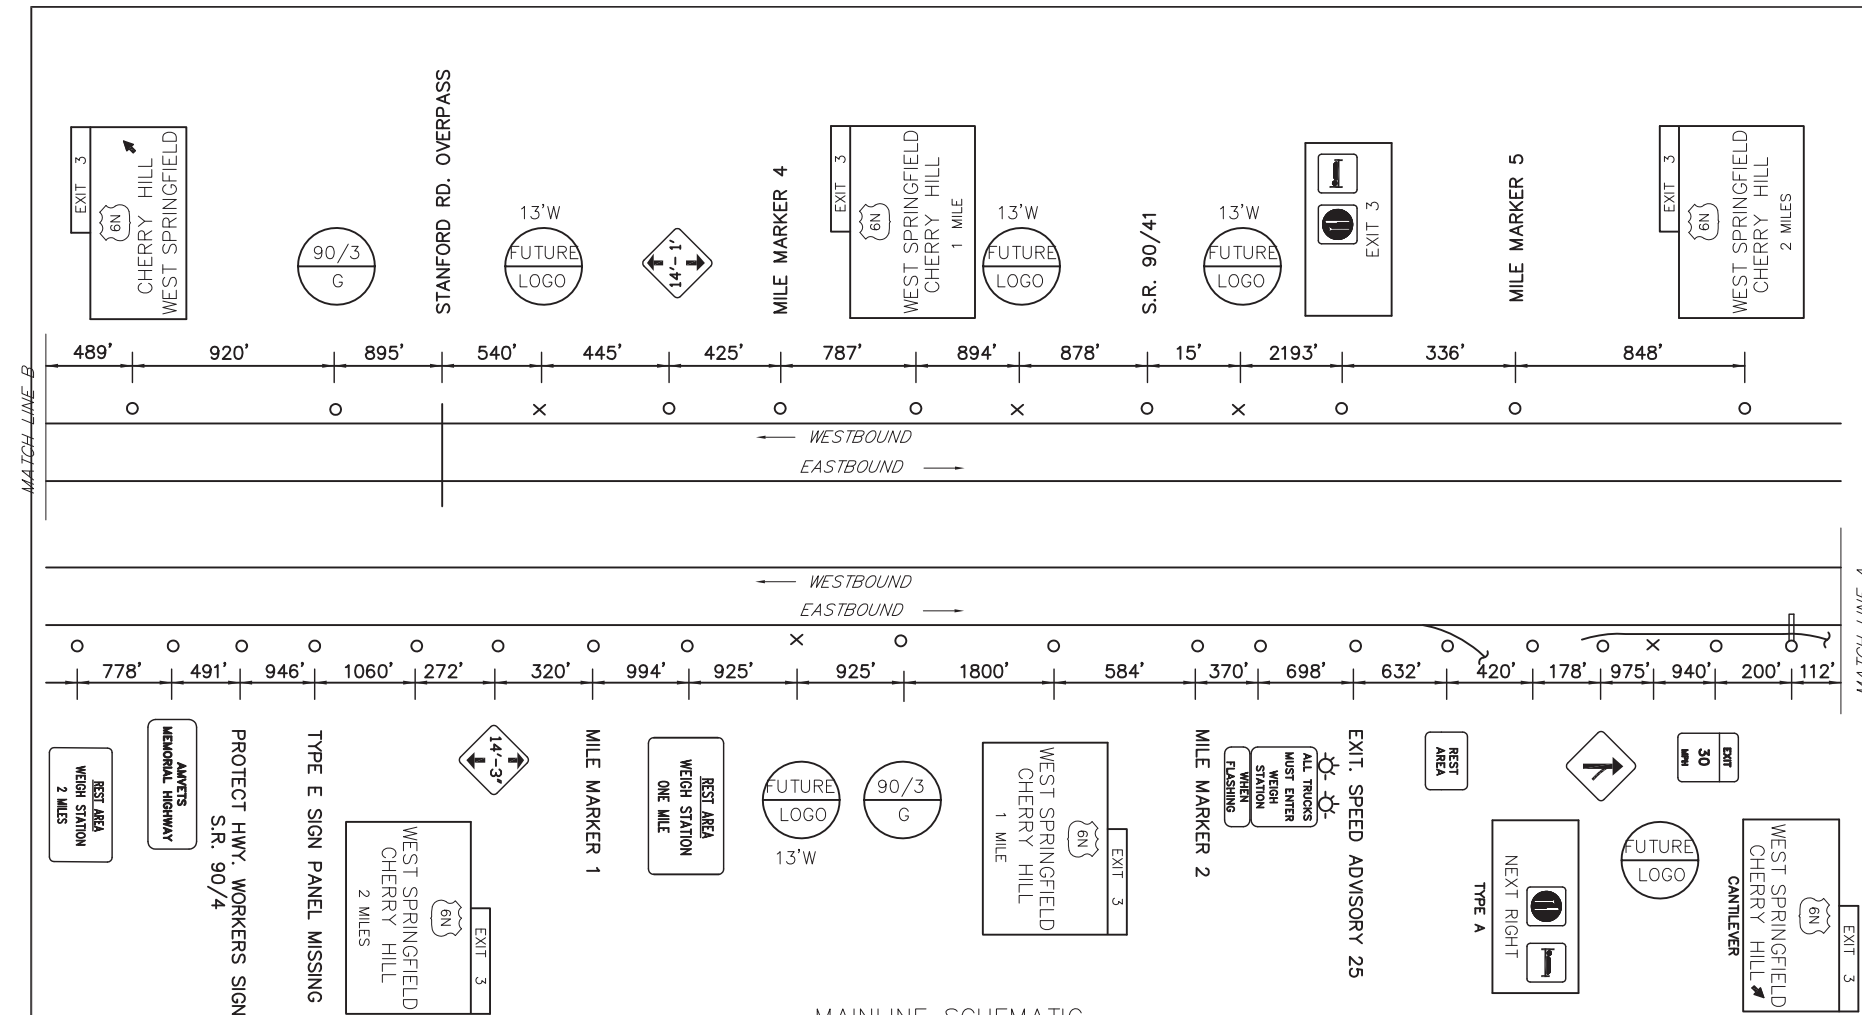 EXIT 3
6N
CHERRY HILL
WEST SPRINGFIELD
90/3
G
STANFORD RD. OVERPASS
13'W
FUTURE
LOGO
14'-1'
MILE MARKER 4
EXIT 3
6N
WEST SPRINGFIELD
CHERRY HILL
1 MILE
13'W
FUTURE
LOGO
S.R. 90/41
13'W
FUTURE
LOGO
EXIT 3
MILE MARKER 5
EXIT 3
6N
WEST SPRINGFIELD
CHERRY HILL
2 MILES
489' 920' 895' 540' 445' 425' 787' 894' 878' 15' 2193' 336' 848'
MATCH LINE B
WESTBOUND
EASTBOUND
WESTBOUND
EASTBOUND
778' 491' 946' 1060' 272' 320' 994' 925' 925' 1800' 584' 370' 698' 632' 420' 178' 975' 940' 200' 112'
REST AREA
WEIGH STATION
2 MILES
AMVETS
MEMORIAL HIGHWAY
PROTECT HWY. WORKERS SIGN
S.R. 90/4
TYPE E SIGN PANEL MISSING
EXIT 3
6N
WEST SPRINGFIELD
CHERRY HILL
2 MILES
14'-3"
MILE MARKER 1
REST AREA
WEIGH STATION
ONE MILE
FUTURE
LOGO
13'W
90/3
G
EXIT 3
6N
WEST SPRINGFIELD
CHERRY HILL
1 MILE
MILE MARKER 2
ALL TRUCKS
MUST ENTER
WEIGH
STATION
WHEN
FLASHING
EXIT. SPEED ADVISORY 25
REST
AREA
TYPE A
NEXT RIGHT
FUTURE
LOGO
EXIT
30
MPH
CANTILEVER
EXIT 3
6N
WEST SPRINGFIELD
CHERRY HILL
MAINLINE SCHEMATIC